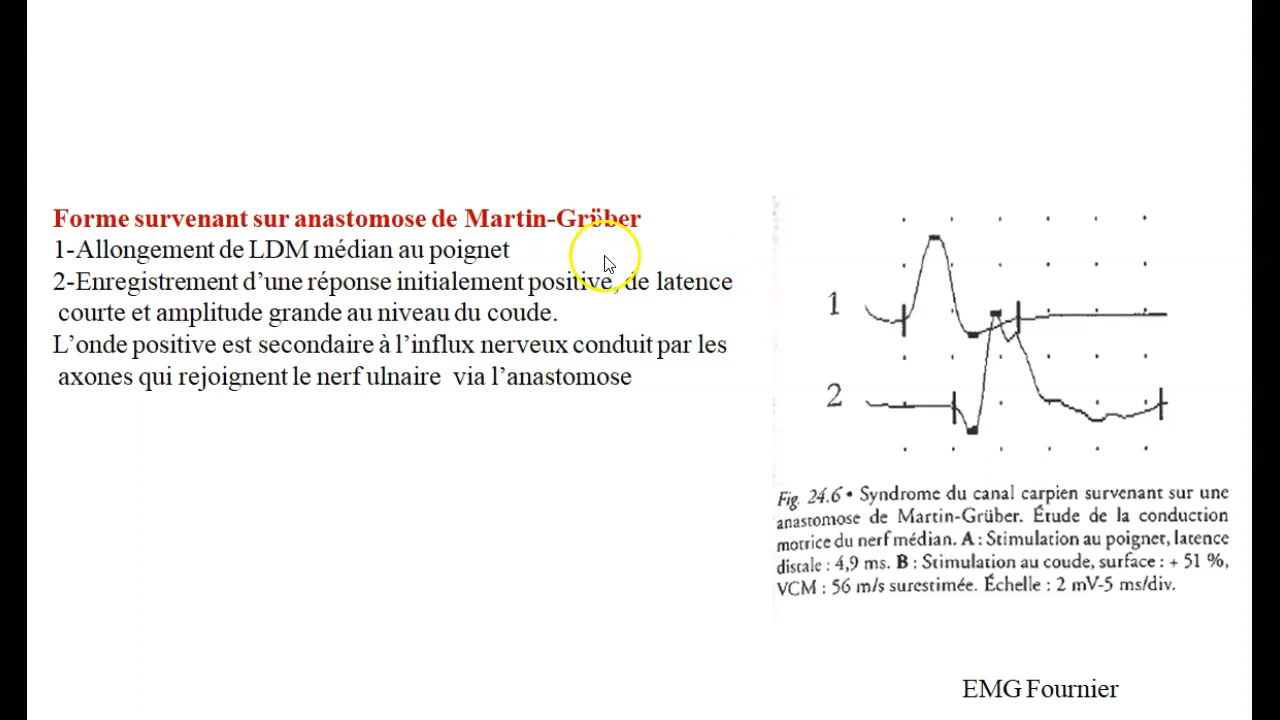 Forme survenant sur anastomose de Martin-Grüber
1-Allongement de LDM médian au poignet
2-Enregistrement d’une réponse initialement positive, de latence
courte et amplitude grande au niveau du coude.
L’onde positive est secondaire à l’influx nerveux conduit par les
axones qui rejoignent le nerf ulnaire via l’anastomose
1
2
Fig. 24.6 • Syndrome du canal carpien survenant sur une
anastomose de Martin-Grüber. Étude de la conduction
motrice du nerf médian. A : Stimulation au poignet, latence
distale : 4,9 ms. B : Stimulation au coude, surface : + 51 %,
VCM : 56 m/s surestimée. Échelle : 2 mV-5 ms/div.
EMG Fournier